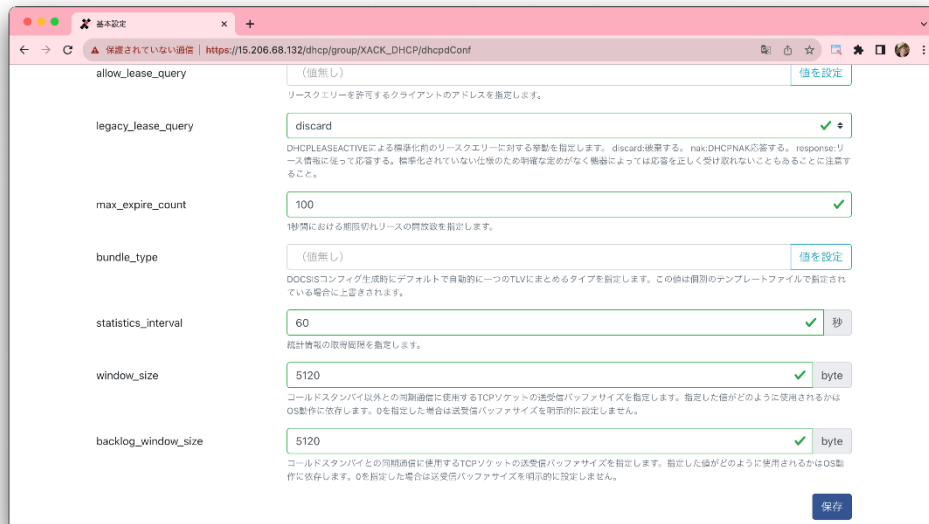 基本設定
保護されていない通信 | https://15.206.68.132/dhcp/group/XACK_DHCP/dhcpdConf
allow_lease_query
（値無し）
値を設定
リースクエリーを許可するクライアントのアドレスを指定します。
legacy_lease_query
discard
DHCPLEASEACTIVEによる標準化前のリースクエリーに対する挙動を指定します。 discard:破棄する。 nak:DHCPNAK応答する。 response:リ
ース情報に従って応答する。標準化されていない仕様のため明確な定めがなく機器によっては応答を正しく受け取れないこともあることに注意す
ること。
max_expire_count
100
1秒間における期限切れリースの開放数を指定します。
bundle_type
（値無し）
値を設定
DOCSISコンフィグ生成時にデフォルトで自動的に一つのTLVにまとめるタイプを指定します。この値は個別のテンプレートファイルで指定され
ている場合に上書きされます。
statistics_interval
60
秒
統計情報の取得間隔を指定します。
window_size
5120
byte
コールドスタンバイ以外との同期通信に使用するTCPソケットの送受信バッファサイズを指定します。指定した値がどのように使用されるかは
OS動作に依存します。0を指定した場合は送受信バッファサイズを明示的に設定しません。
backlog_window_size
5120
byte
コールドスタンバイとの同期通信に使用するTCPソケットの送受信バッファサイズを指定します。指定した値がどのように使用されるかはOS動
作に依存します。0を指定した場合は送受信バッファサイズを明示的に設定しません。
保存